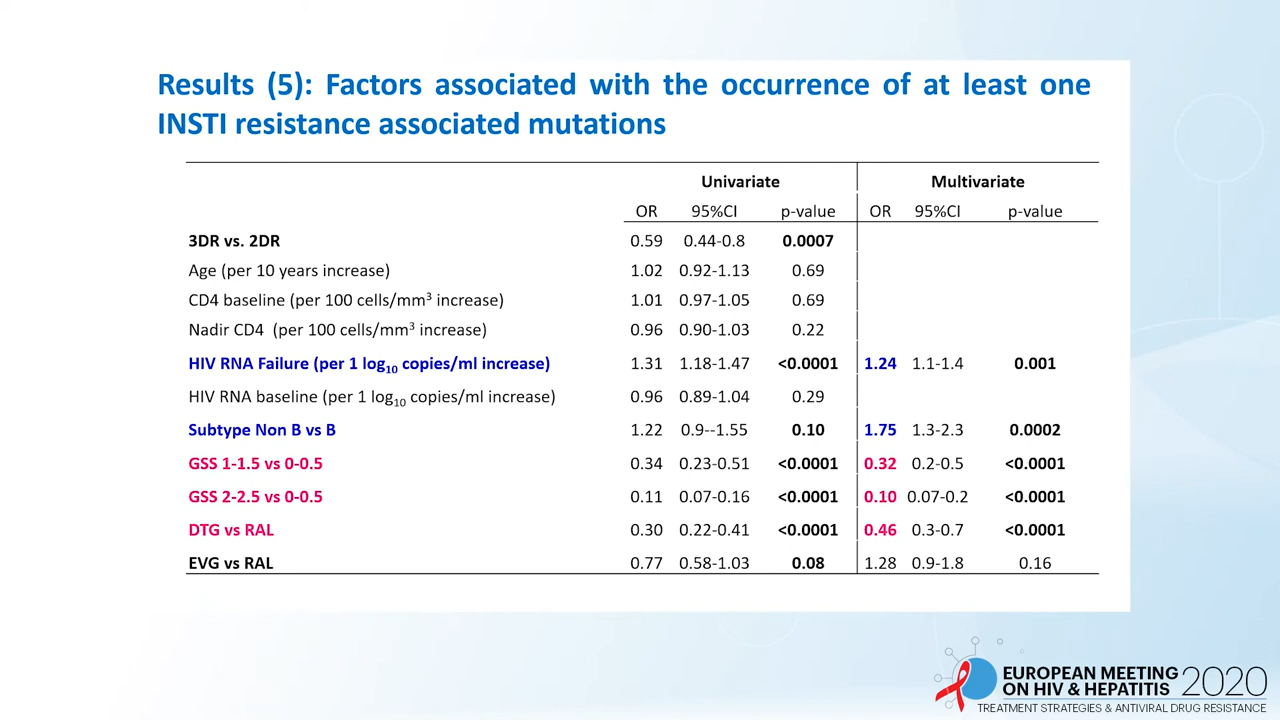 Results (5): Factors associated with the occurrence of at least one
INSTI resistance associated mutations
Univariate Multivariate
OR 95%CI p-value OR 95%CI p-value
3DR vs. 2DR 0.59 0.44-0.8 0.0007
Age (per 10 years increase) 1.02 0.92-1.13 0.69
CD4 baseline (per 100 cells/mm³ increase) 1.01 0.97-1.05 0.69
Nadir CD4 (per 100 cells/mm³ increase) 0.96 0.90-1.03 0.22
HIV RNA Failure (per 1 log₁₀ copies/ml increase) 1.31 1.18-1.47 <0.0001 1.24 1.1-1.4 0.001
HIV RNA baseline (per 1 log₁₀ copies/ml increase) 0.96 0.89-1.04 0.29
Subtype Non B vs B 1.22 0.9--1.55 0.10 1.75 1.3-2.3 0.0002
GSS 1-1.5 vs 0-0.5 0.34 0.23-0.51 <0.0001 0.32 0.2-0.5 <0.0001
GSS 2-2.5 vs 0-0.5 0.11 0.07-0.16 <0.0001 0.10 0.07-0.2 <0.0001
DTG vs RAL 0.30 0.22-0.41 <0.0001 0.46 0.3-0.7 <0.0001
EVG vs RAL 0.77 0.58-1.03 0.08 1.28 0.9-1.8 0.16
EUROPEAN MEETING
ON HIV & HEPATITIS 2020
TREATMENT STRATEGIES & ANTIVIRAL DRUG RESISTANCE